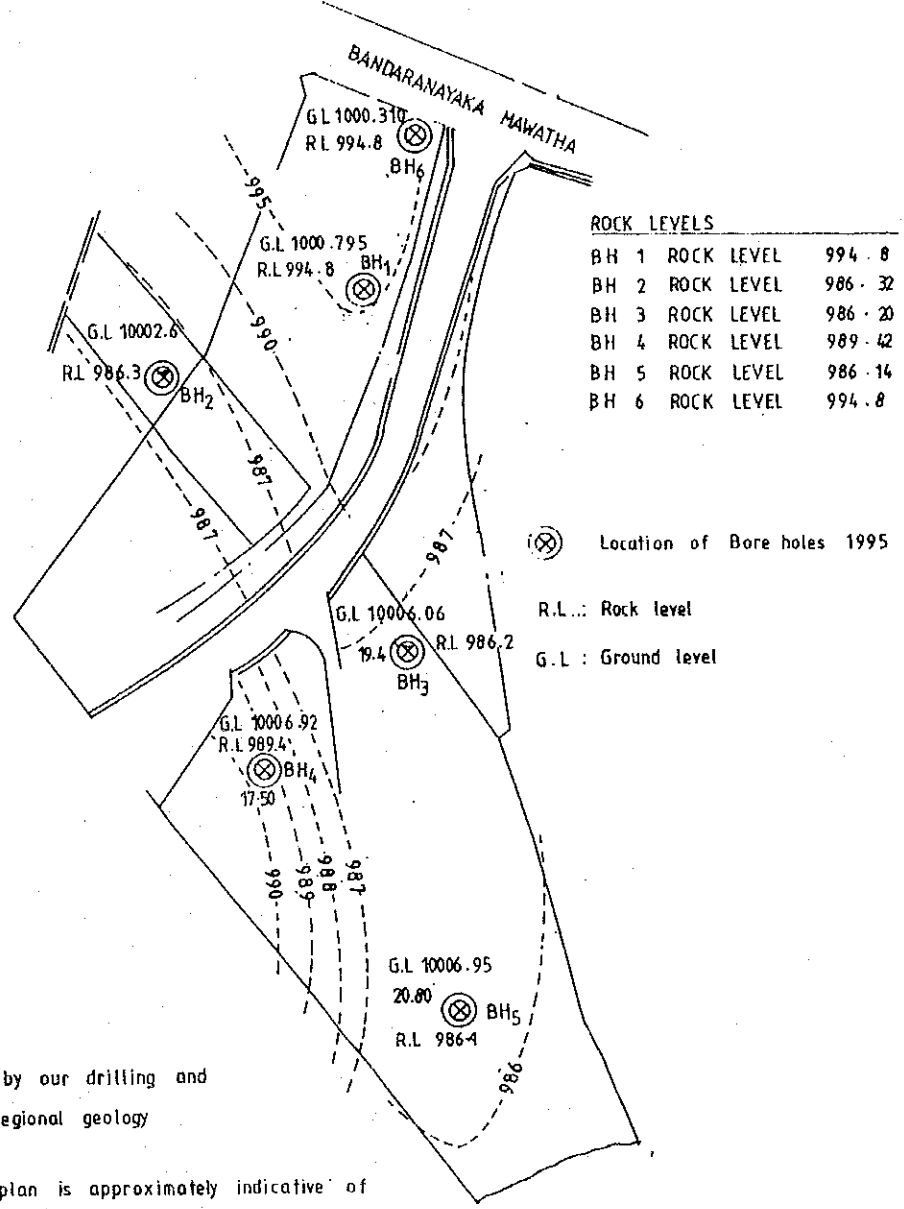 BANDARANAYAKA MAWATHA
G.L 1000.310
R.L 994.8
BH6
995
G.L 1000.795
R.L 994.8
BH1
990
G.L 10002.6
R.L 986.3
BH2
987
987
ROCK LEVELS
BH 1 ROCK LEVEL 994.8
BH 2 ROCK LEVEL 986.32
BH 3 ROCK LEVEL 986.20
BH 4 ROCK LEVEL 989.42
BH 5 ROCK LEVEL 986.14
BH 6 ROCK LEVEL 994.8
Location of Bore holes 1995
R.L..: Rock level
G.L : Ground level
987
G.L 10006.06
19.4 R.L 986.2
BH3
G.L 10006.92
R.L 989.4
BH4
17.50
990
989
988
987
G.L 10006.95
20.80
BH5
R.L 986.1
986
by our drilling and
egional geology
plan is approximately indicative of